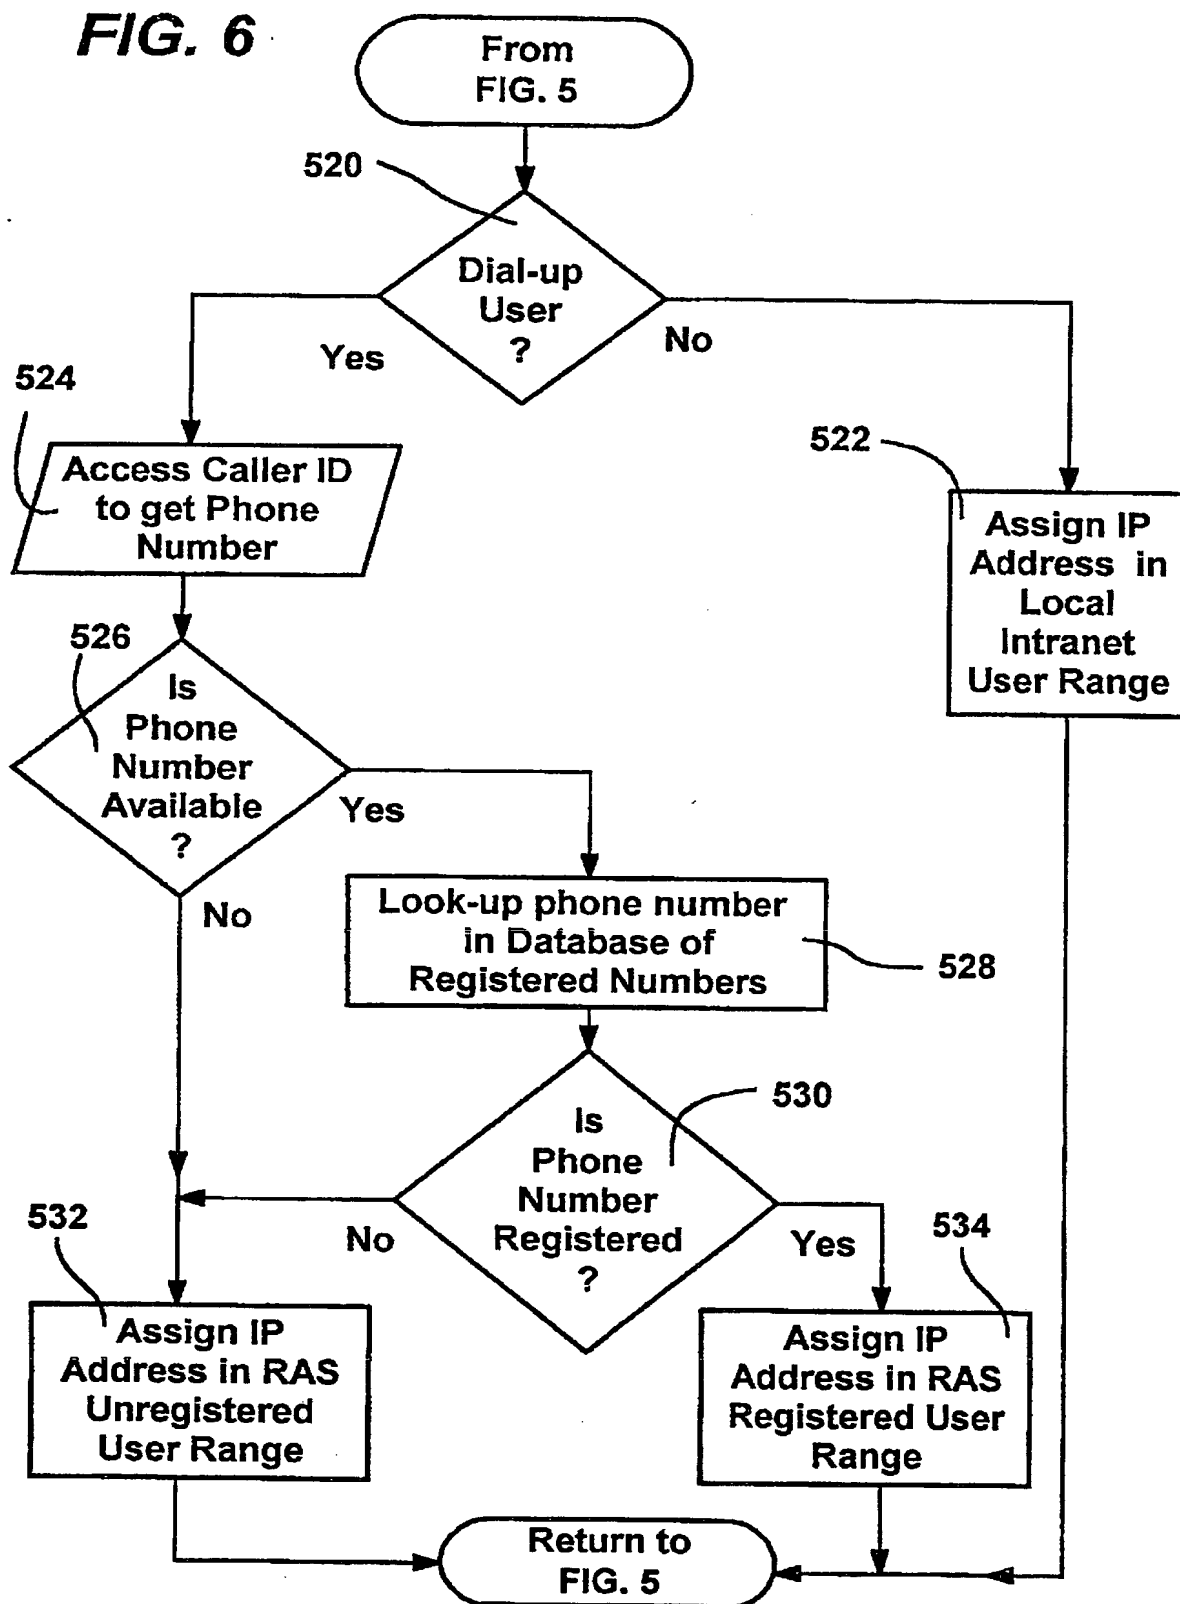 FIG. 6
From
FIG. 5
520
Dial-up
User
?
Yes
No
524
Access Caller ID
to get Phone
Number
522
Assign IP
Address in
Local
Intranet
User Range
526
Is
Phone
Number
Available
?
Yes
No
Look-up phone number
in Database of
Registered Numbers
528
530
Is
Phone
Number
Registered
?
No
Yes
532
Assign IP
Address in RAS
Unregistered
User Range
534
Assign IP
Address in RAS
Registered User
Range
Return to
FIG. 5